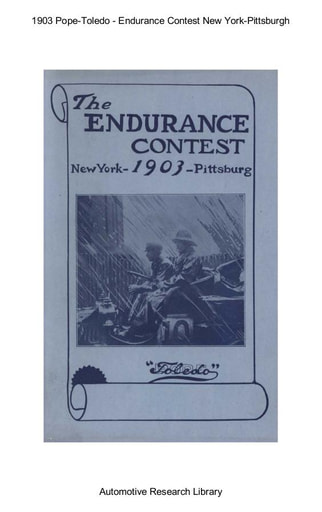 1903 Pope-Toledo - Endurance Contest New York-Pittsburgh
The
ENDURANCE
CONTEST
New York- 1903 -Pittsburg
10
"Toledo"
Automotive Research Library